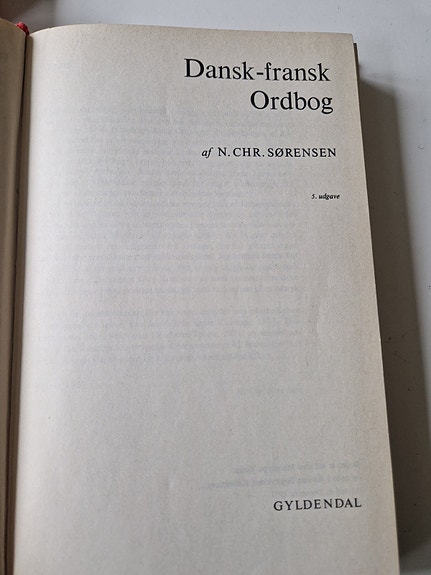 Dansk-fransk
Ordbog
af N. CHR. SØRENSEN
5. udgave
GYLDENDAL